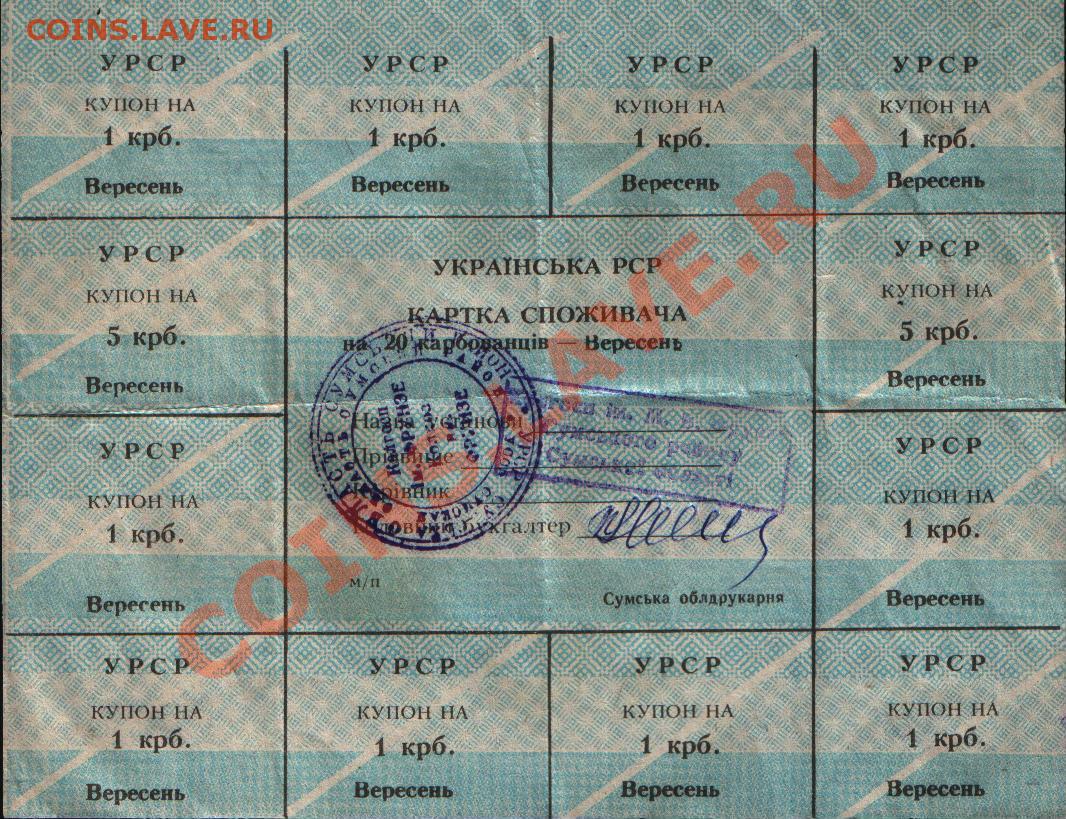 COINS.LAVE.RU
УРСР УРСР УРСР УРСР
КУПОН НА КУПОН НА КУПОН НА КУПОН НА
1 крб. 1 крб. 1 крб. 1 крб.
Вересень Вересень Вересень Вересень
УРСР
КУПОН НА
5 крб.
Вересень
УКРАЇНСЬКА РСР
КАРТКА СПОЖИВАЧА
на 20 карбованців — Вересень
УРСР
КУПОН НА
5 крб.
Вересень
УРСР
КУПОН НА
1 крб.
Вересень
Назва установи
Прізвище
Керівник
Головний бухгалтер
м/п
Сумська облдрукарня
Сумського району
Сумської області
УРСР
КУПОН НА
1 крб.
Вересень
УРСР УРСР УРСР УРСР
КУПОН НА КУПОН НА КУПОН НА КУПОН НА
1 крб. 1 крб. 1 крб. 1 крб.
Вересень Вересень Вересень Вересень
COINS.LAVE.RU